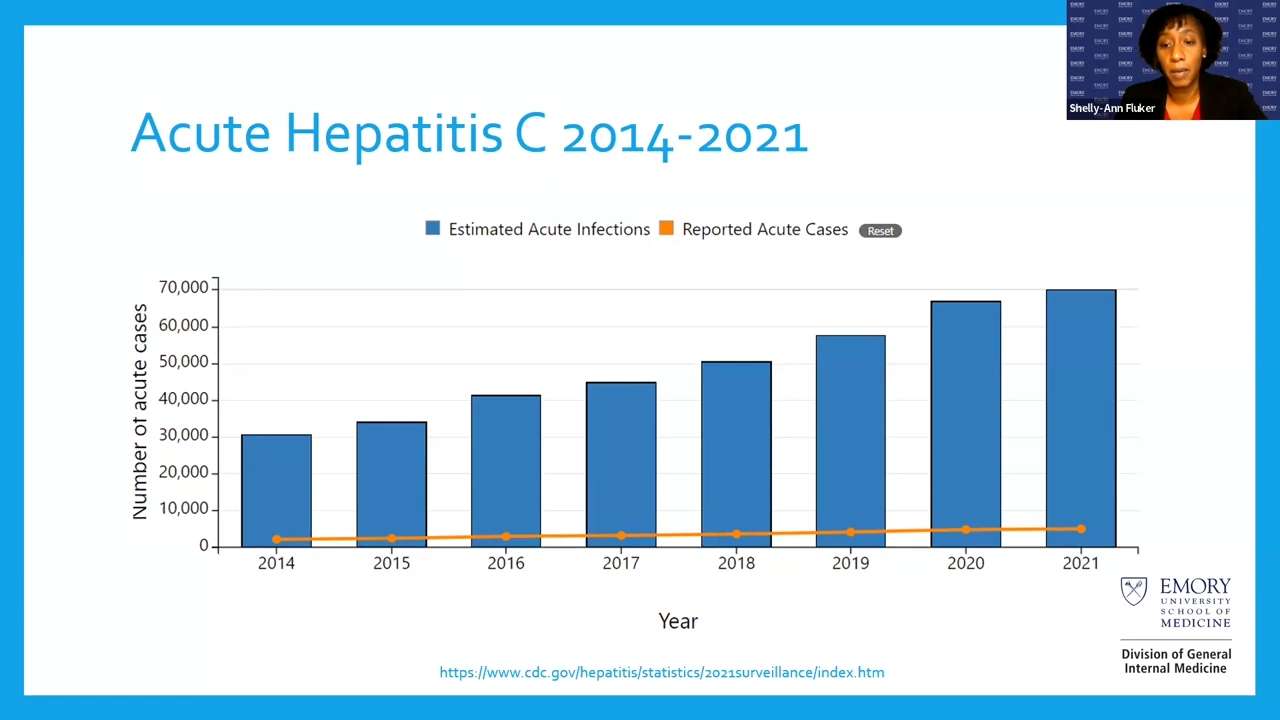 Shelly-Ann Fluker
Acute Hepatitis C 2014-2021
Estimated Acute Infections Reported Acute Cases Reset
Number of acute cases
70,000
60,000
50,000
40,000
30,000
20,000
10,000
0
2014 2015 2016 2017 2018 2019 2020 2021
Year
EMORY
UNIVERSITY
SCHOOL OF
MEDICINE
Division of General
Internal Medicine
https://www.cdc.gov/hepatitis/statistics/2021surveillance/index.htm